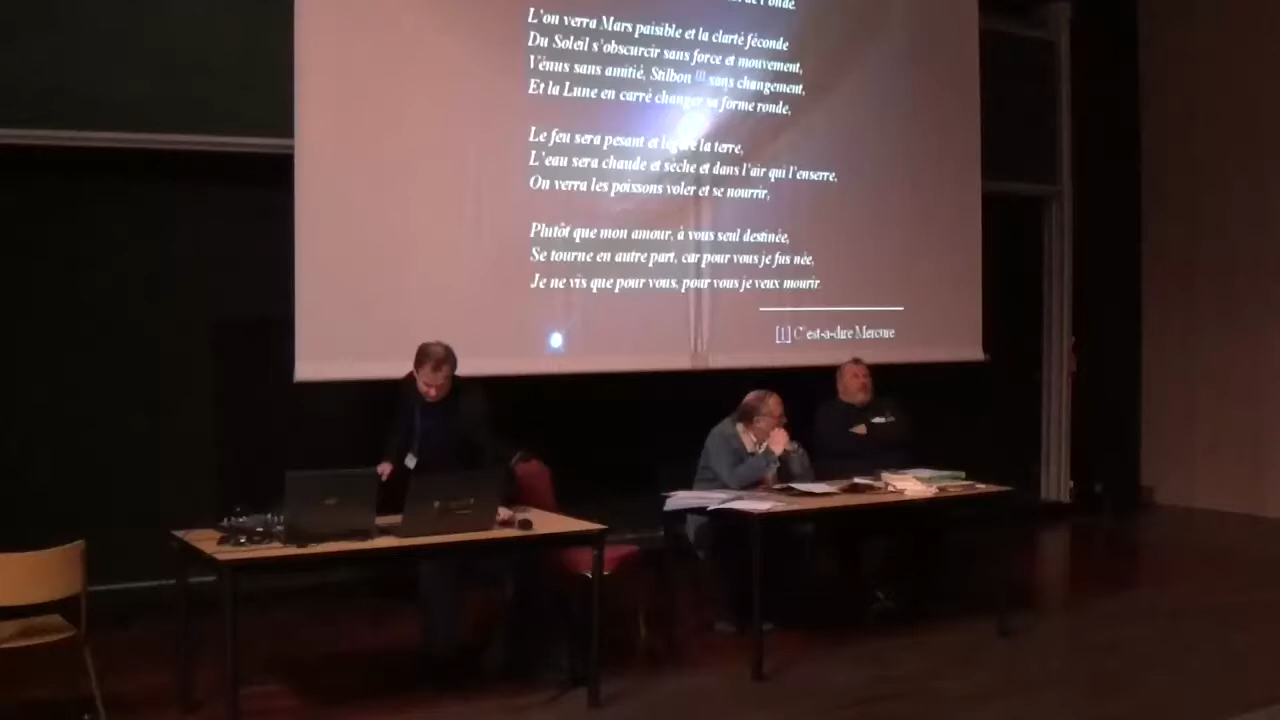 de l'onde.
L'on verra Mars paisible et la clarté féconde
Du Soleil s'obscurcir sans force et mouvement,
Vénus sans amitié, Stilbon [1] sans changement,
Et la Lune en carré changer sa forme ronde,
Le feu sera pesant et légère la terre,
L'eau sera chaude et sèche et dans l'air qui l'enserre,
On verra les poissons voler et se nourrir,
Plutôt que mon amour, à vous seul destinée,
Se tourne en autre part, car pour vous je fus née,
Je ne vis que pour vous, pour vous je veux mourir.
[1] C'est-a-dire Mercure